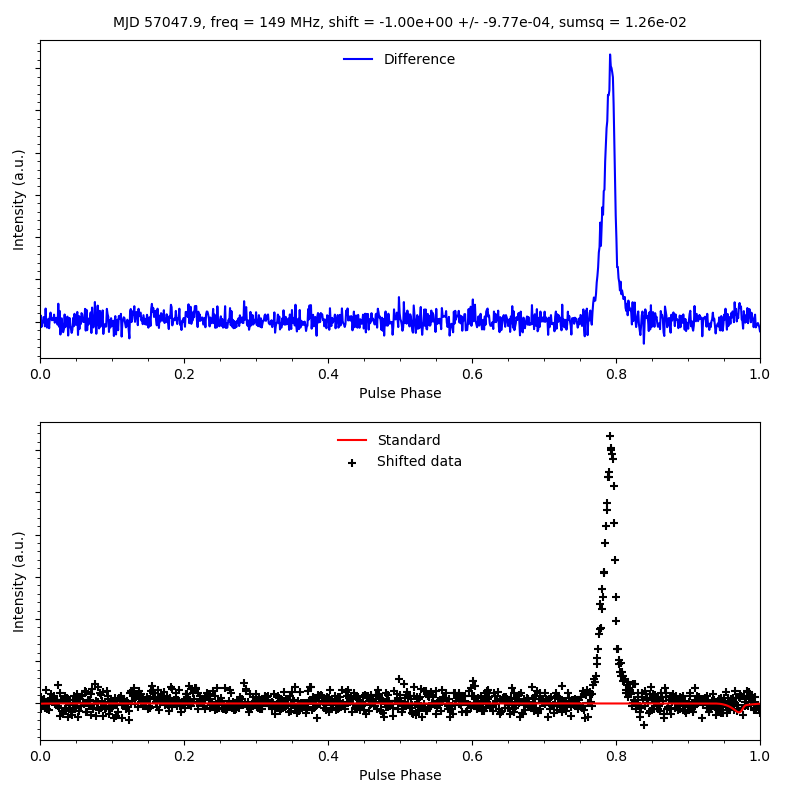 MJD 57047.9, freq = 149 MHz, shift = -1.00e+00 +/- -9.77e-04, sumsq = 1.26e-02
Difference
Intensity (a.u.)
0.0 0.2 0.4 0.6 0.8 1.0
Pulse Phase
Standard
Shifted data
Intensity (a.u.)
0.0 0.2 0.4 0.6 0.8 1.0
Pulse Phase